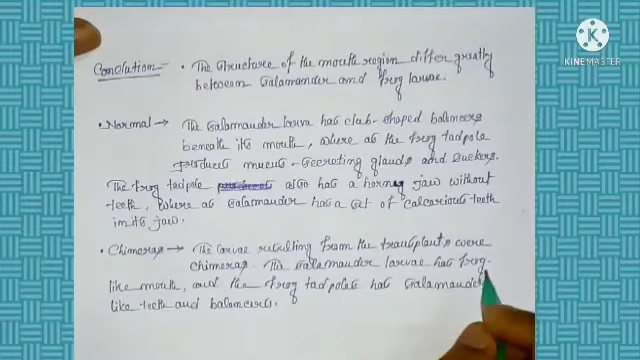 KINEMASTER
Conclution:- • The structure of the mouth region differ greatly
between salamander and frog larvae.
• Normal → The salamander larva has club-shaped balancers
beneath its mouth, where as the frog tadpole
produces mucus-secreting glands and suckers.
The frog tadpole also has a horny jaw without
teeth, where as salamander has a set of calcarious teeth
in its jaw.
• Chimeras → The larvae resulting from the transplants were
chimeras. The salamander larvae has frog-
like mouth, and the frog tadpoles has salamander
like teeth and balancers.